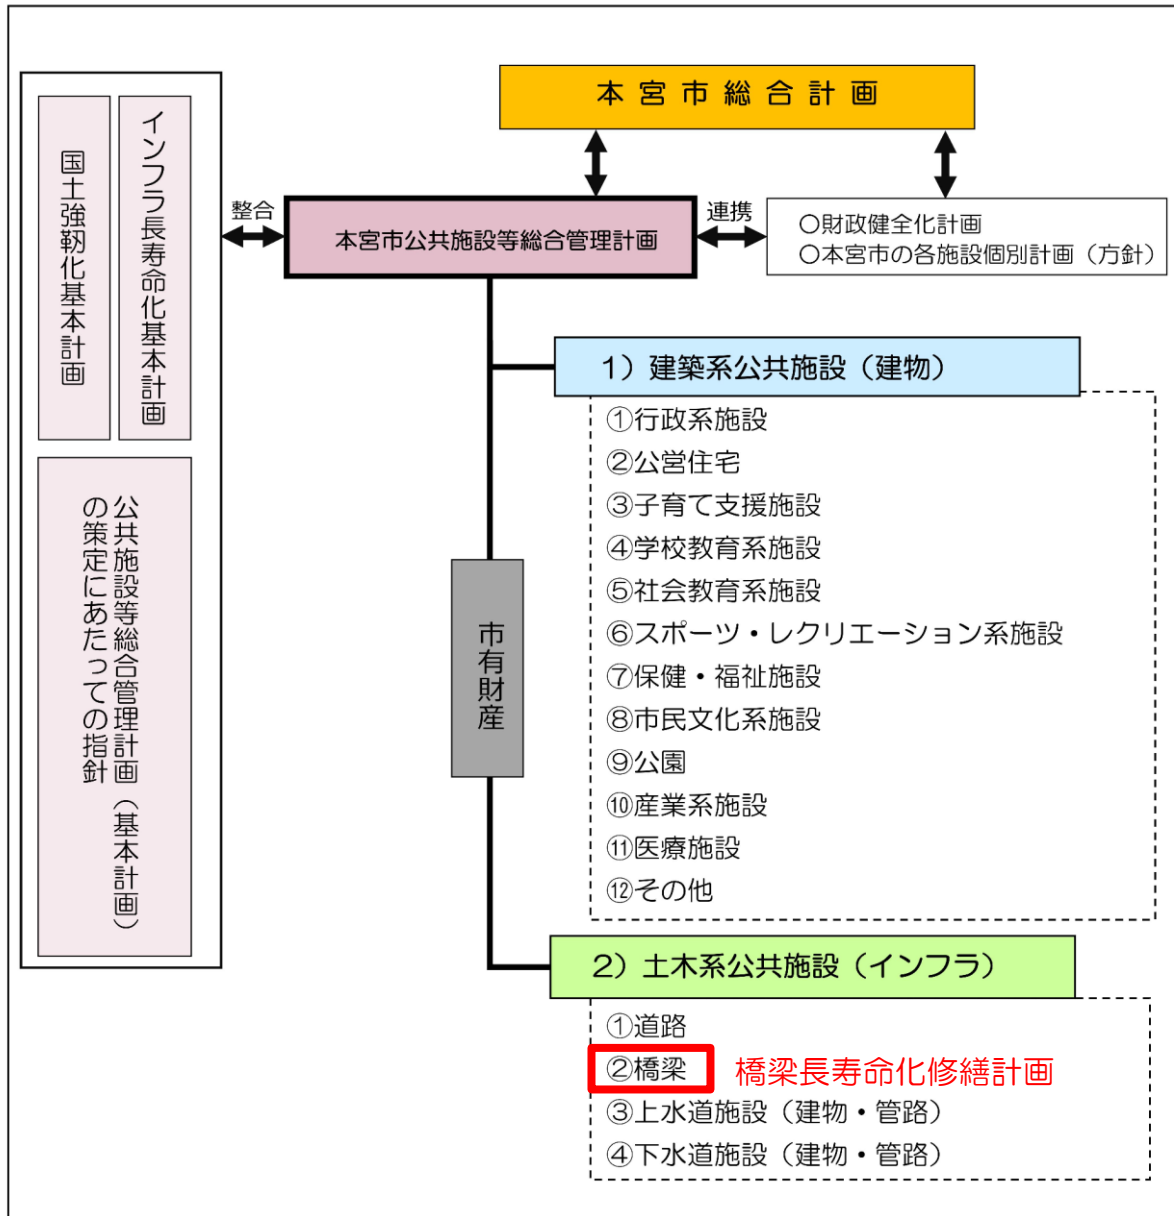 本宮市総合計画
インフラ長寿命化基本計画
国土強靭化基本計画
公共施設等総合管理計画（基本計画）
の策定にあたっての指針
整合
本宮市公共施設等総合管理計画
連携
○財政健全化計画
○本宮市の各施設個別計画（方針）
市有財産
1）建築系公共施設（建物）
①行政系施設
②公営住宅
③子育て支援施設
④学校教育系施設
⑤社会教育系施設
⑥スポーツ・レクリエーション系施設
⑦保健・福祉施設
⑧市民文化系施設
⑨公園
⑩産業系施設
⑪医療施設
⑫その他
2）土木系公共施設（インフラ）
①道路
②橋梁 橋梁長寿命化修繕計画
③上水道施設（建物・管路）
④下水道施設（建物・管路）